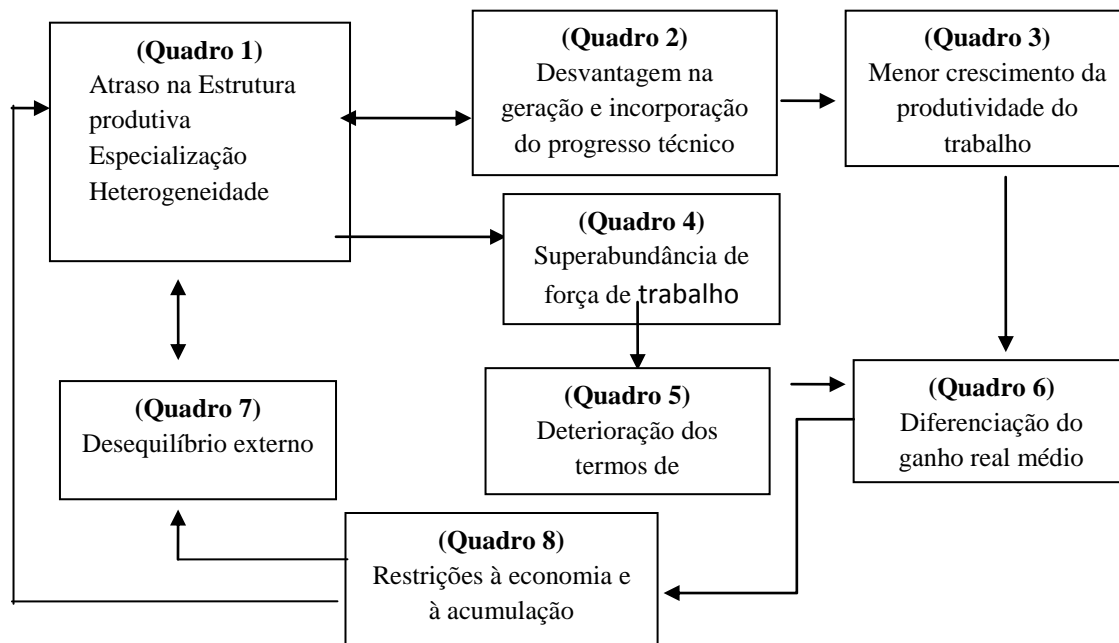 (Quadro 1)
Atraso na Estrutura
produtiva
Especialização
Heterogeneidade
(Quadro 2)
Desvantagem na
geração e incorporação
do progresso técnico
(Quadro 3)
Menor crescimento da
produtividade do
trabalho
(Quadro 4)
Superabundância de
força de trabalho
(Quadro 5)
Deterioração dos
termos de
(Quadro 6)
Diferenciação do
ganho real médio
(Quadro 7)
Desequilíbrio externo
(Quadro 8)
Restrições à economia e
à acumulação